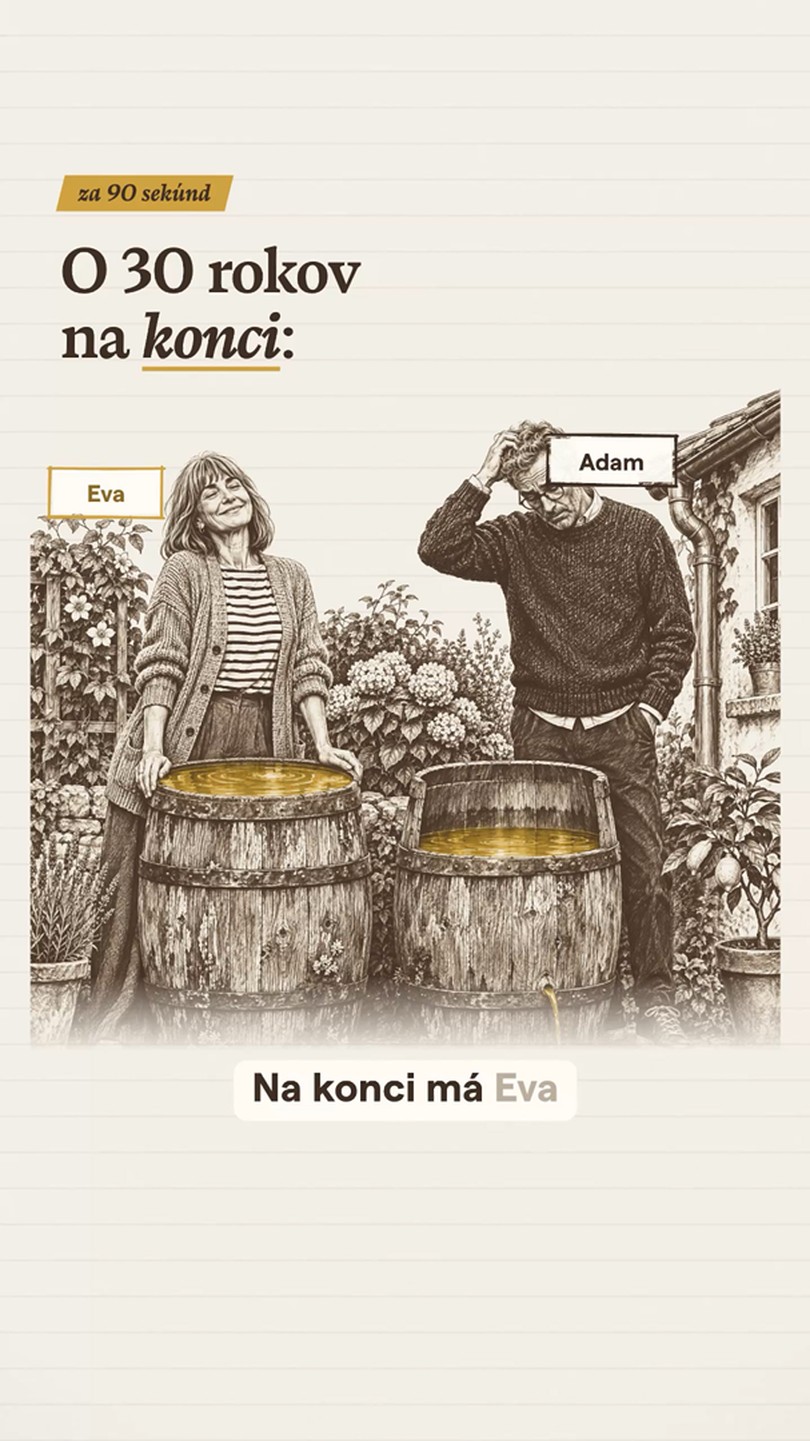 za 90 sekúnd
O 30 rokov
na konci:
Eva
Adam
Na konci má Eva